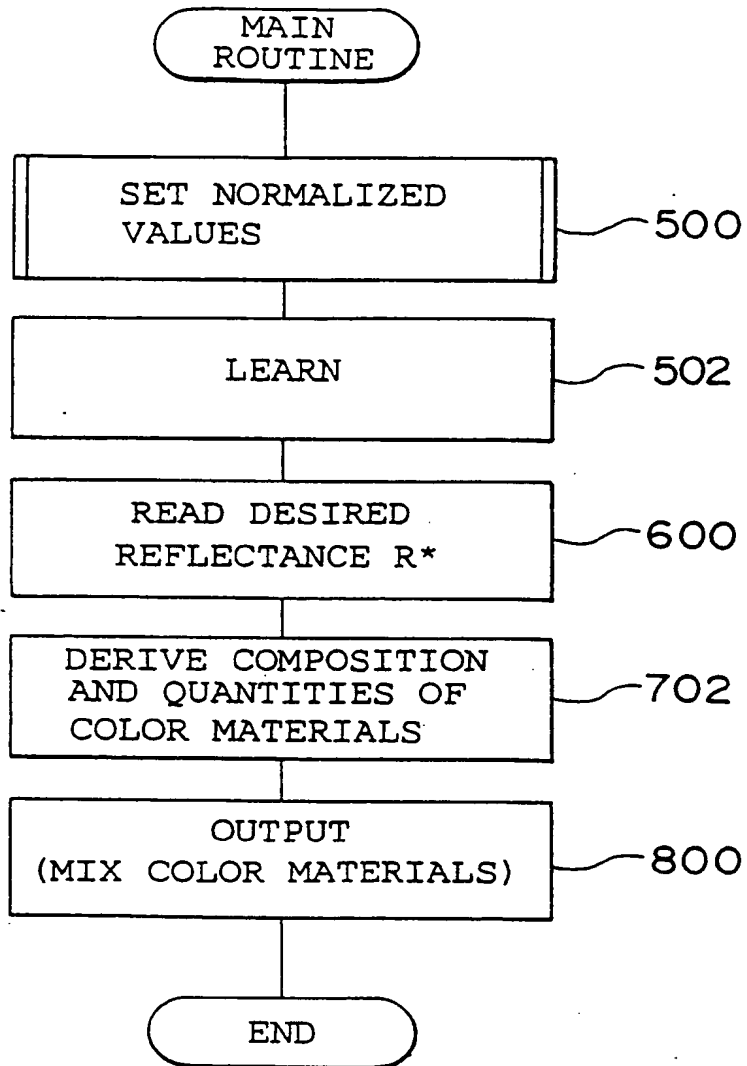 MAIN
ROUTINE
SET NORMALIZED
VALUES
500
LEARN
502
READ DESIRED
REFLECTANCE R*
600
DERIVE COMPOSITION
AND QUANTITIES OF
COLOR MATERIALS
702
OUTPUT
(MIX COLOR MATERIALS)
800
END